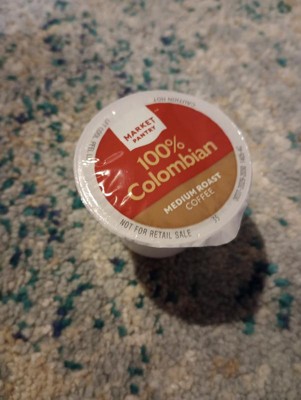 MARKET
PANTRY
100%
Colombian
MEDIUM ROAST
COFFEE
NOT FOR RETAIL SALE